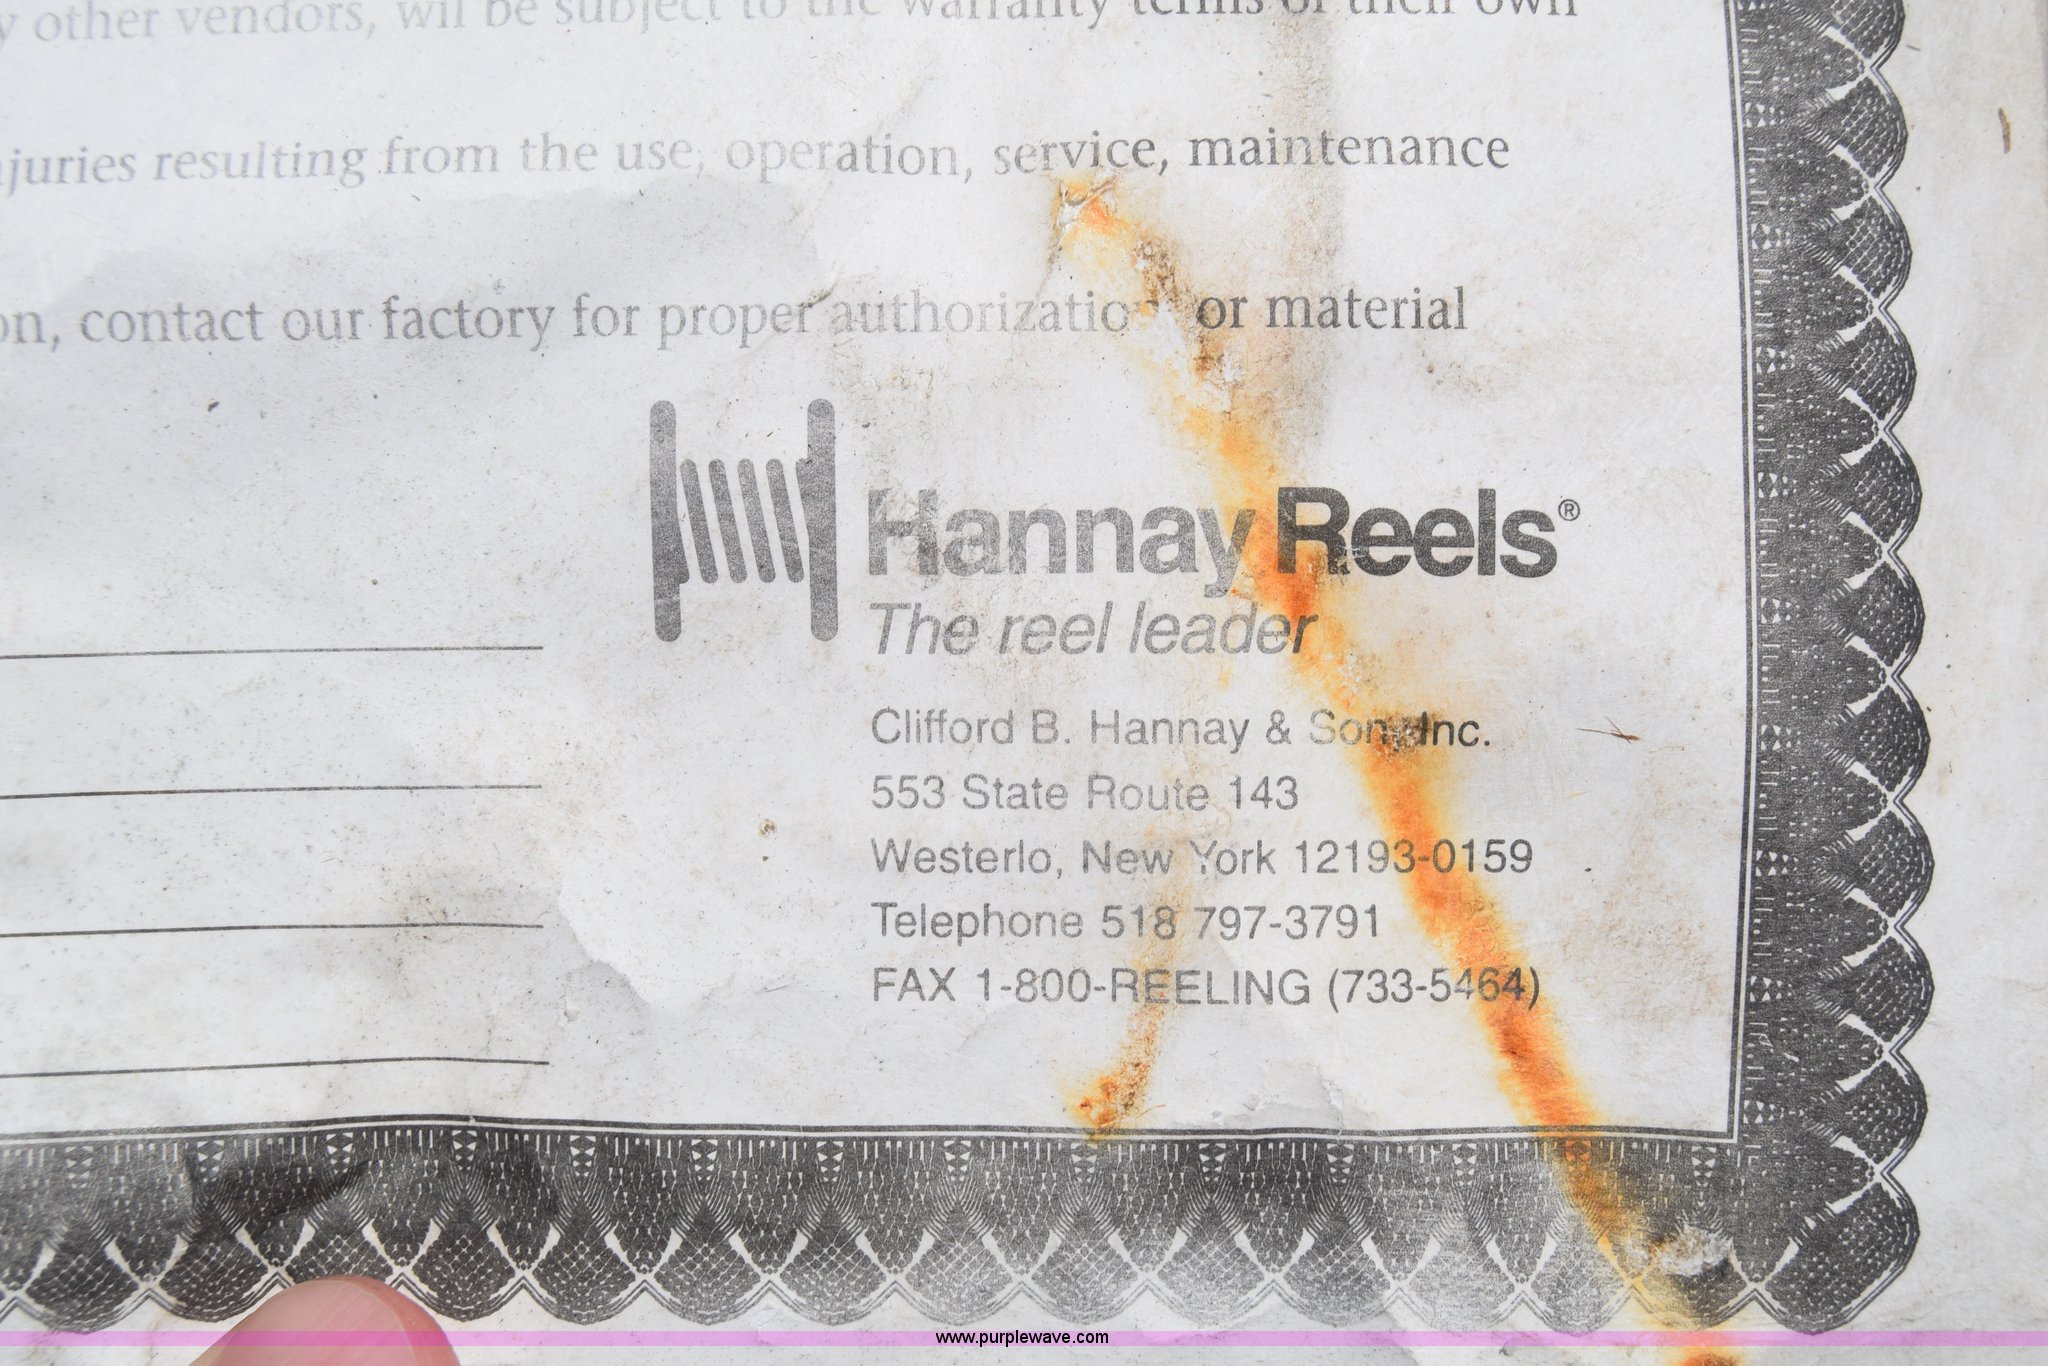 y other vendors, will be subject to the warranty terms of their own
njuries resulting from the use, operation, service, maintenance
on, contact our factory for proper authorization, or material
Hannay Reels®
The reel leader
Clifford B. Hannay & Son, Inc.
553 State Route 143
Westerlo, New York 12193-0159
Telephone 518 797-3791
FAX 1-800-REELING (733-5464)
www.purplewave.com